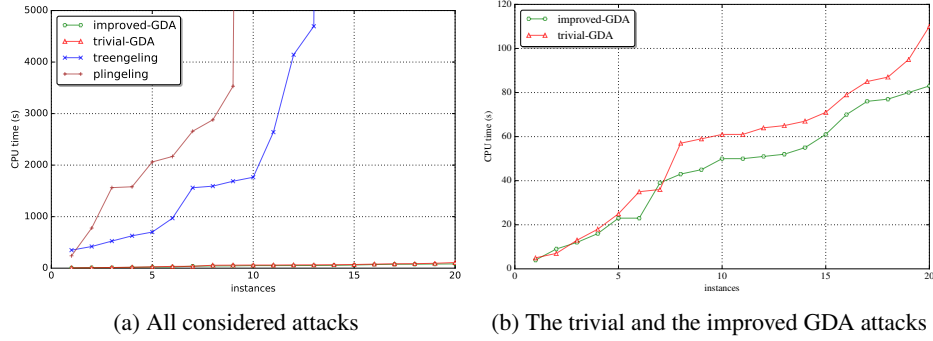 5000
4000
3000
2000
1000
0
CPU time (s)
improved-GDA
trivial-GDA
treengeling
plingeling
5
10
15
20
instances
(a) All considered attacks
120
100
80
60
40
20
0
CPU time (s)
improved-GDA
trivial-GDA
0
5
10
15
20
instances
(b) The trivial and the improved GDA attacks